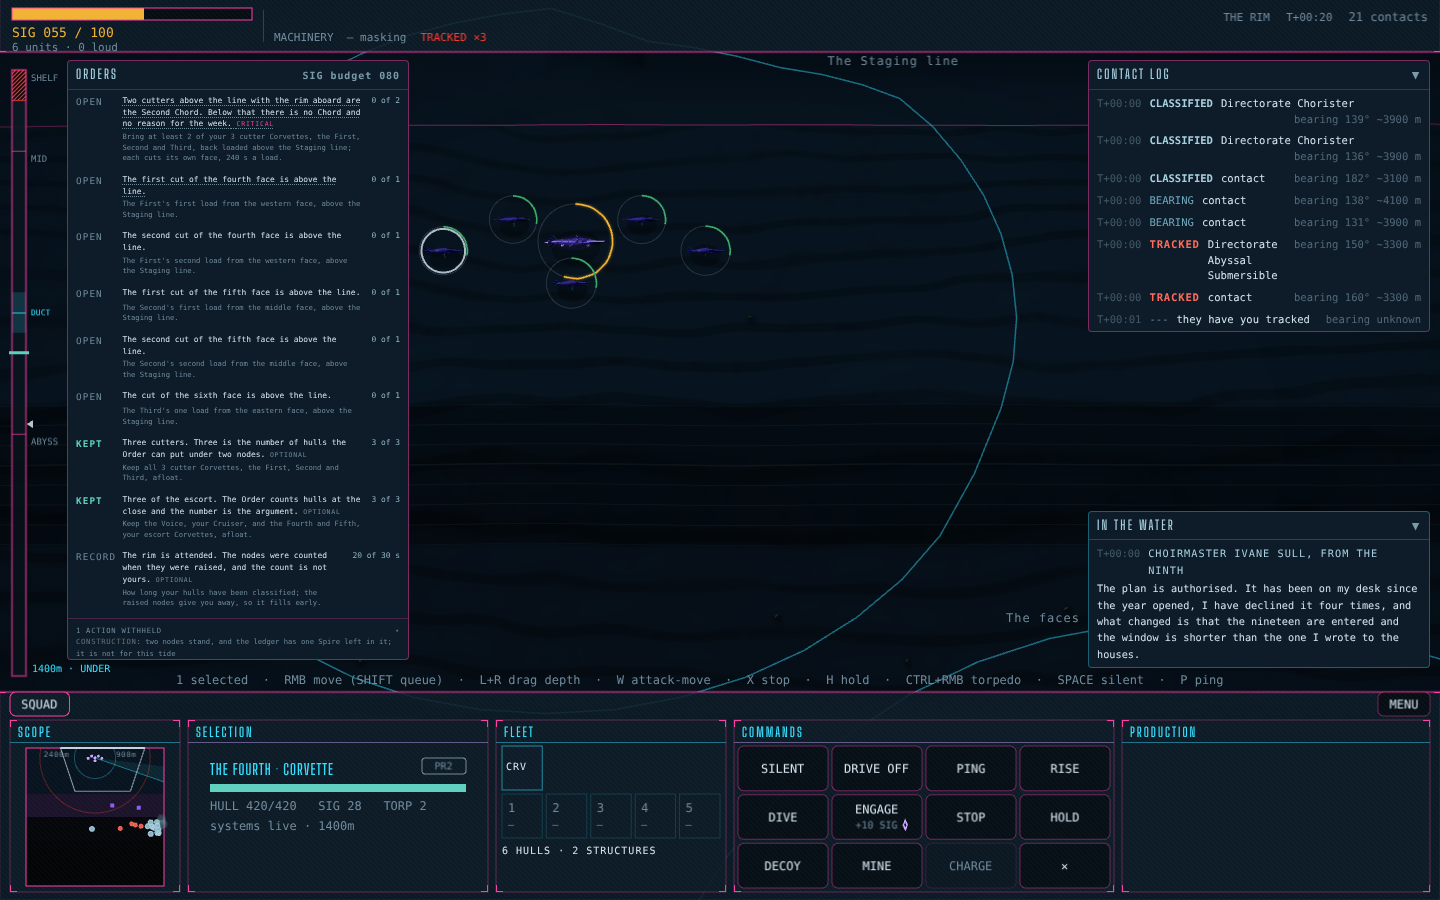 SIG 055 / 100
6 units · 0 loud
MACHINERY — masking TRACKED ×3
THE RIM T+00:20 21 contacts
SHELF
MID
DUCT
ABYSS
1400m · UNDER
ORDERS SIG budget 080
OPEN Two cutters above the line with the rim aboard are 0 of 2
the Second Chord. Below that there is no Chord and
no reason for the week. CRITICAL
Bring at least 2 of your 3 cutter Corvettes, the First,
Second and Third, back loaded above the Staging line;
each cuts its own face, 240 s a load.
OPEN The first cut of the fourth face is above the 0 of 1
line.
The First's first load from the western face, above the
Staging line.
OPEN The second cut of the fourth face is above the 0 of 1
line.
The First's second load from the western face, above
the Staging line.
OPEN The first cut of the fifth face is above the line. 0 of 1
The Second's first load from the middle face, above the
Staging line.
OPEN The second cut of the fifth face is above the 0 of 1
line.
The Second's second load from the middle face, above
the Staging line.
OPEN The cut of the sixth face is above the line. 0 of 1
The Third's one load from the eastern face, above the
Staging line.
KEPT Three cutters. Three is the number of hulls the 3 of 3
Order can put under two nodes. OPTIONAL
Keep all 3 cutter Corvettes, the First, Second and
Third, afloat.
KEPT Three of the escort. The Order counts hulls at the 3 of 3
close and the number is the argument. OPTIONAL
Keep the Voice, your Cruiser, and the Fourth and Fifth,
your escort Corvettes, afloat.
RECORD The rim is attended. The nodes were counted 20 of 30 s
when they were raised, and the count is not
yours. OPTIONAL
How long your hulls have been classified; the
raised nodes give you away, so it fills early.
1 ACTION WITHHELD
CONSTRUCTION: two nodes stand, and the ledger has one Spire left in it;
it is not for this tide
The Staging line
The faces
CONTACT LOG ▼
T+00:00 CLASSIFIED Directorate Chorister
bearing 139° ~3900 m
T+00:00 CLASSIFIED Directorate Chorister
bearing 136° ~3900 m
T+00:00 CLASSIFIED contact bearing 182° ~3100 m
T+00:00 BEARING contact bearing 138° ~4100 m
T+00:00 BEARING contact bearing 131° ~3900 m
T+00:00 TRACKED Directorate bearing 150° ~3300 m
Abyssal
Submersible
T+00:00 TRACKED contact bearing 160° ~3300 m
T+00:01 --- they have you tracked bearing unknown
IN THE WATER ▼
T+00:00 CHOIRMASTER IVANE SULL, FROM THE
NINTH
The plan is authorised. It has been on my desk since
the year opened, I have declined it four times, and
what changed is that the nineteen are entered and
the window is shorter than the one I wrote to the
houses.
1 selected · RMB move (SHIFT queue) · L+R drag depth · W attack-move · X stop · H hold · CTRL+RMB torpedo · SPACE silent · P ping
SQUAD
MENU
SCOPE
2400m 900m
SELECTION
THE FOURTH · CORVETTE PR2
HULL 420/420 SIG 28 TORP 2
systems live · 1400m
FLEET
CRV
1 2 3 4 5
– – – – –
6 HULLS · 2 STRUCTURES
COMMANDS
SILENT DRIVE OFF PING RISE
DIVE ENGAGE STOP HOLD
+10 SIG
DECOY MINE CHARGE ×
PRODUCTION